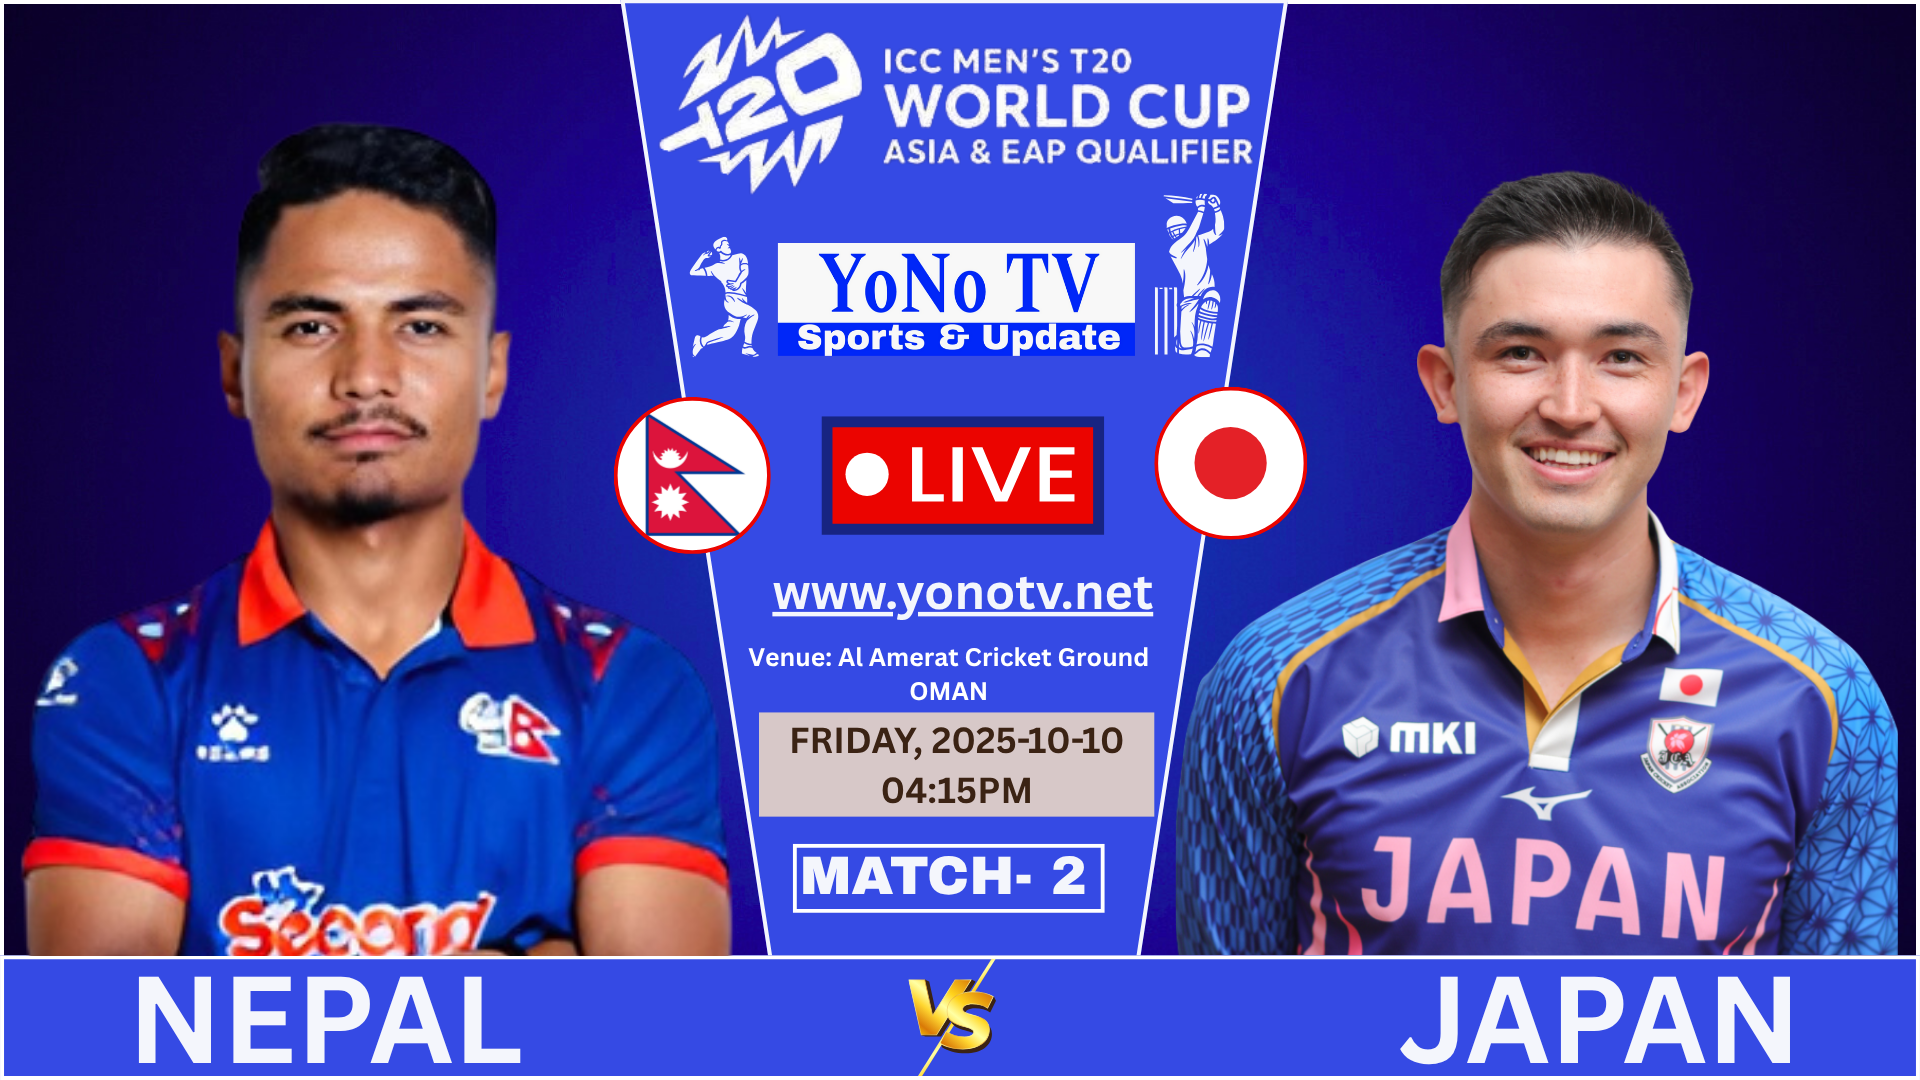 T20
ICC MEN'S T20
WORLD CUP
ASIA & EAP QUALIFIER
YoNo TV
Sports & Update
LIVE
www.yonotv.net
Venue: Al Amerat Cricket Ground
OMAN
FRIDAY, 2025-10-10
04:15PM
MATCH- 2
MKI
JAPAN
NEPAL
VS
JAPAN